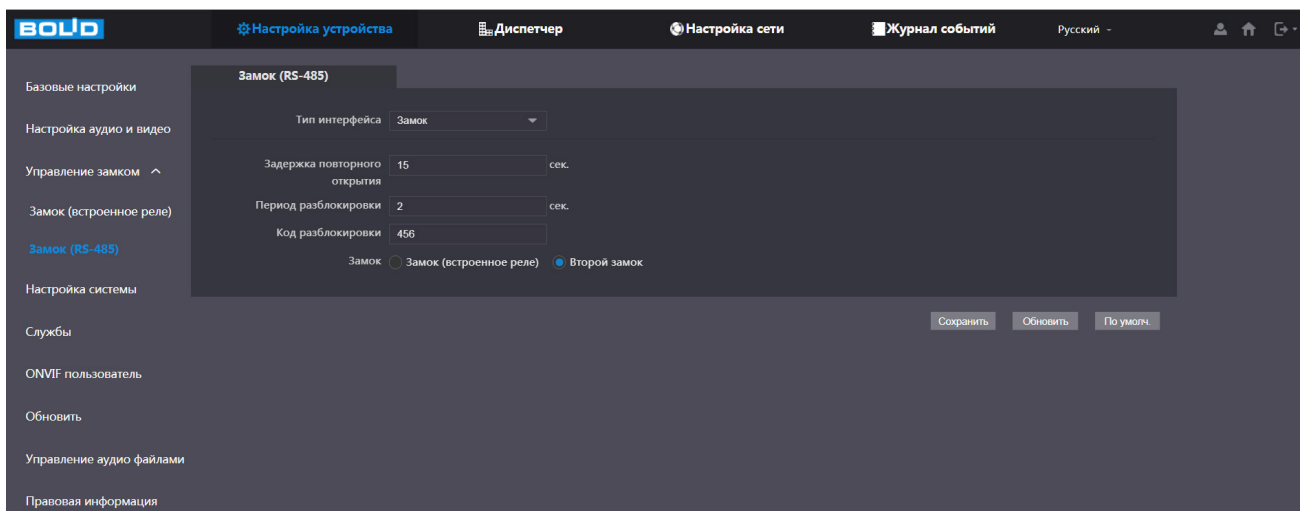 BOLID
Настройка устройства
Диспетчер
Настройка сети
Журнал событий
Русский
Базовые настройки
Настройка аудио и видео
Управление замком
Замок (встроенное реле)
Замок (RS-485)
Настройка системы
Службы
ONVIF пользователь
Обновить
Управление аудио файлами
Правовая информация
Замок (RS-485)
Тип интерфейса Замок
Задержка повторного 15 сек.
открытия
Период разблокировки 2 сек.
Код разблокировки 456
Замок Замок (встроенное реле) Второй замок
Сохранить Обновить По умолч.